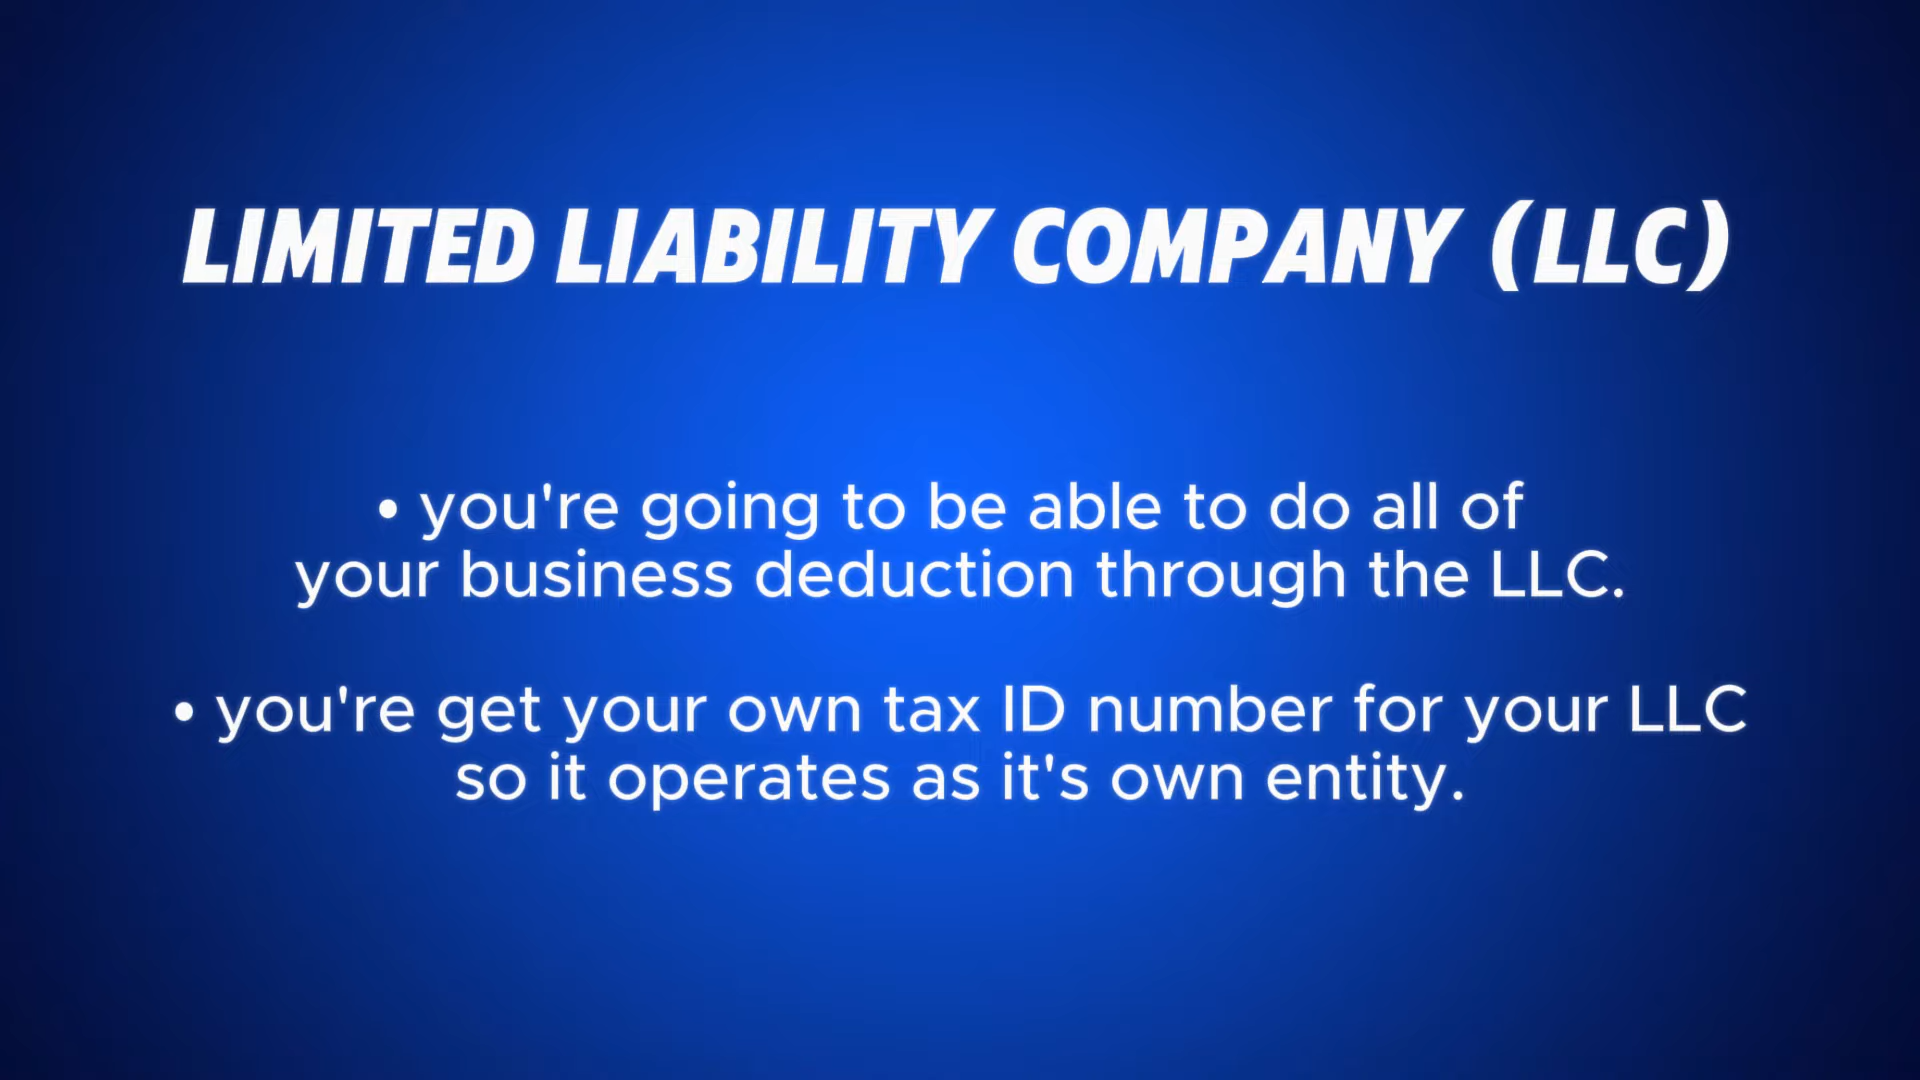 LIMITED LIABILITY COMPANY (LLC)
• you're going to be able to do all of
your business deduction through the LLC.
• you're get your own tax ID number for your LLC
so it operates as it's own entity.